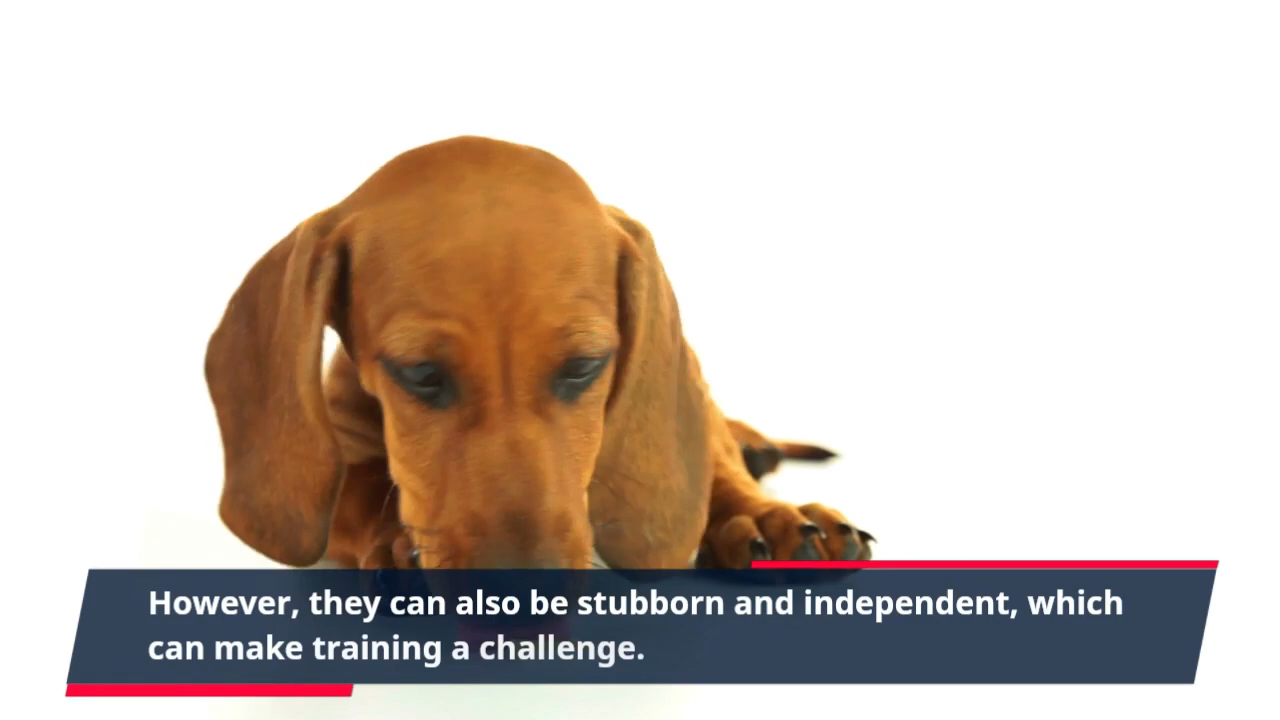 However, they can also be stubborn and independent, which
can make training a challenge.